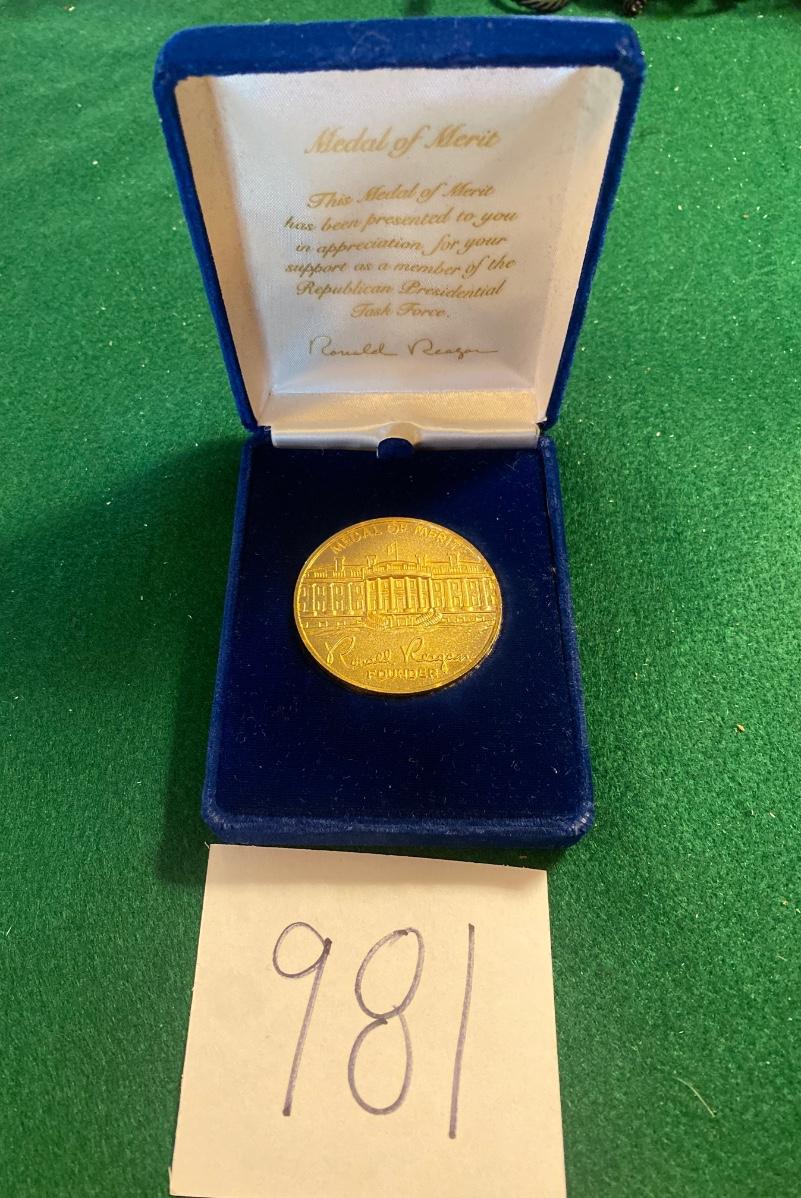 Medal of Merit
This Medal of Merit
has been presented to you
in appreciation for your
support as a member of the
Republican Presidential
Task Force.
Ronald Reagan
MEDAL OF MERIT
Ronald Reagan
FOUNDER
981